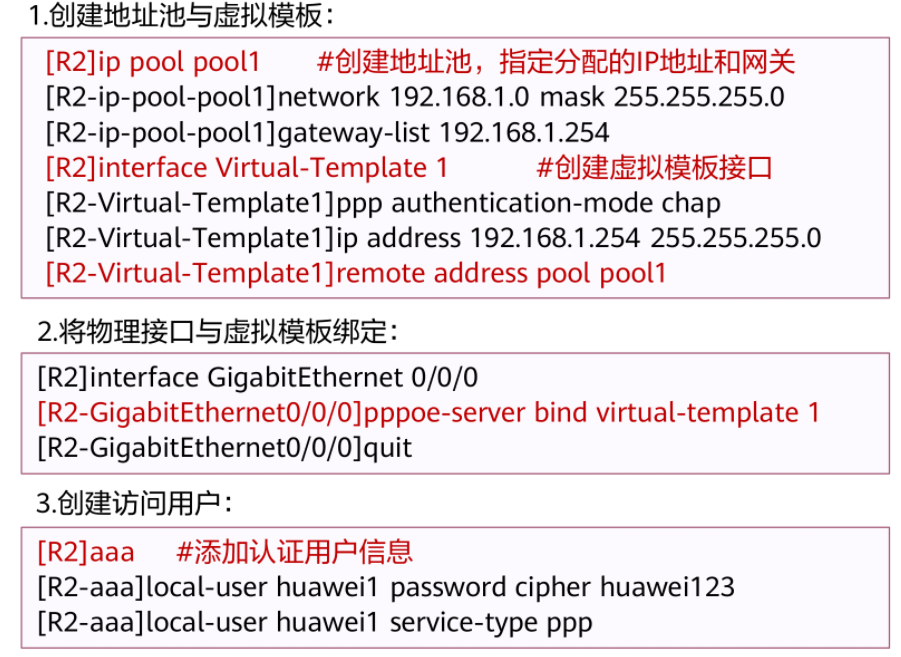 1.创建地址池与虚拟模板：
[R2]ip pool pool1 #创建地址池，指定分配的IP地址和网关
[R2-ip-pool-pool1]network 192.168.1.0 mask 255.255.255.0
[R2-ip-pool-pool1]gateway-list 192.168.1.254
[R2]interface Virtual-Template 1 #创建虚拟模板接口
[R2-Virtual-Template1]ppp authentication-mode chap
[R2-Virtual-Template1]ip address 192.168.1.254 255.255.255.0
[R2-Virtual-Template1]remote address pool pool1
2.将物理接口与虚拟模板绑定：
[R2]interface GigabitEthernet 0/0/0
[R2-GigabitEthernet0/0/0]pppoe-server bind virtual-template 1
[R2-GigabitEthernet0/0/0]quit
3.创建访问用户：
[R2]aaa #添加认证用户信息
[R2-aaa]local-user huawei1 password cipher huawei123
[R2-aaa]local-user huawei1 service-type ppp